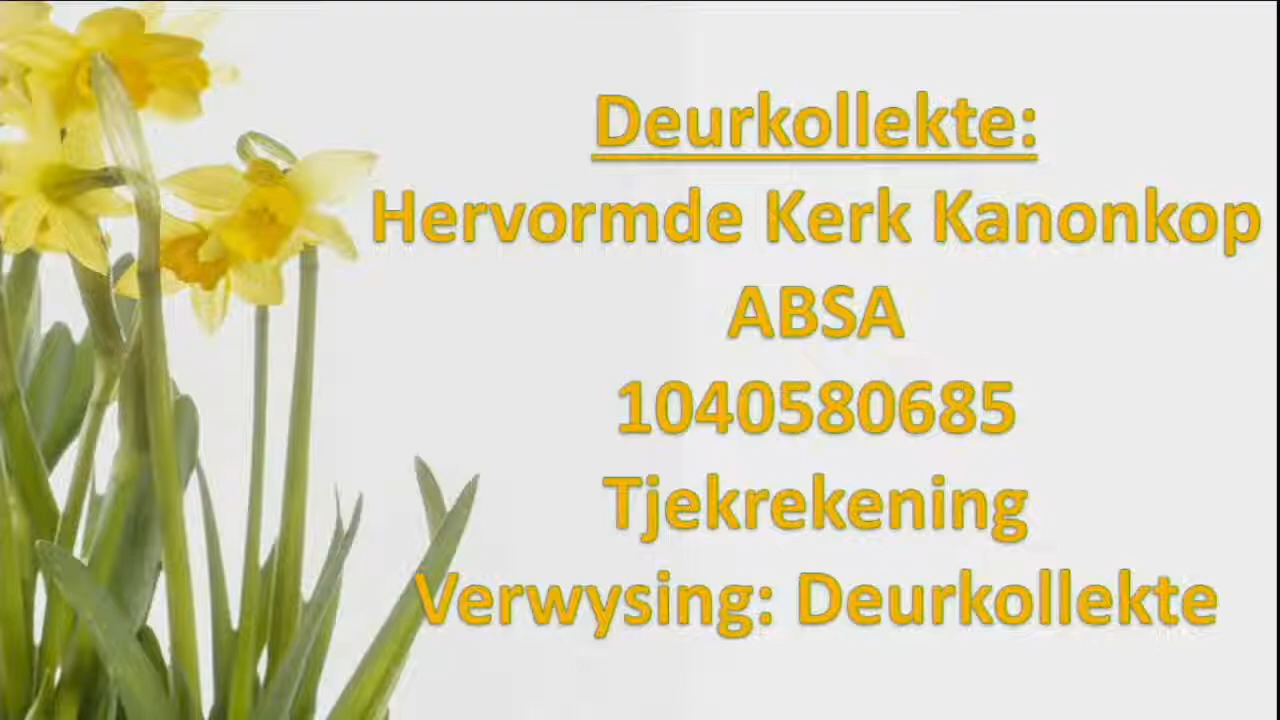 Deurkollekte:
Hervormde Kerk Kanonkop
ABSA
1040580685
Tjekrekening
Verwysing: Deurkollekte